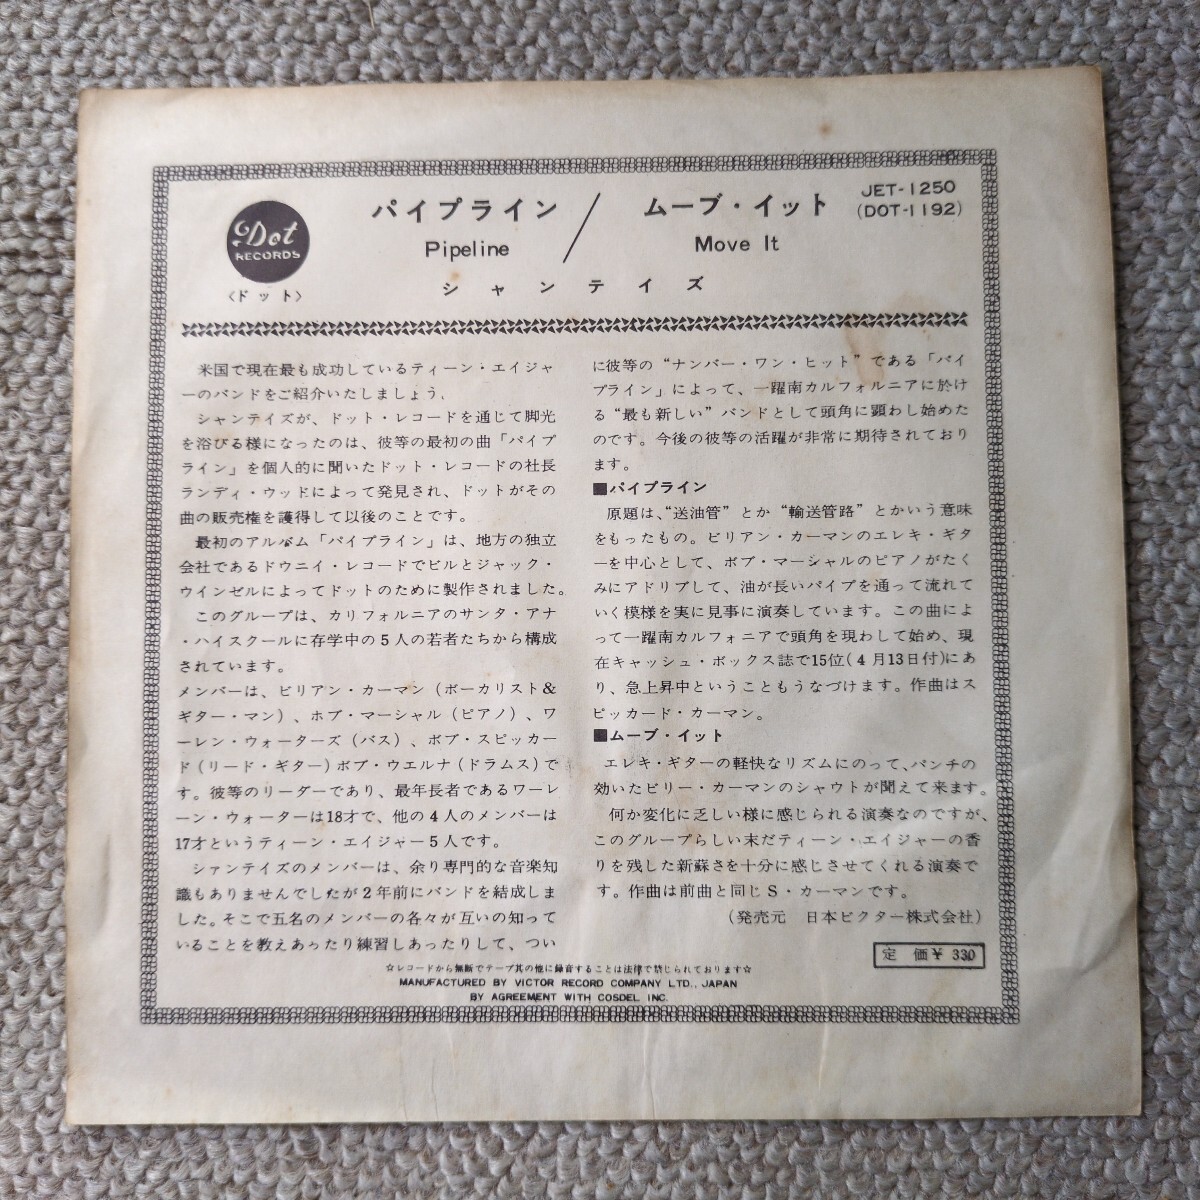 Dot
RECORDS
〈ドット〉
パイプライン / ムーブ・イット
Pipeline
Move It
JET-1250
(DOT-1192)
シャンテイズ
米国で現在最も成功しているティーン・エイジャ
ーのバンドをご紹介いたしましょう。
シャンテイズが、ドット・レコードを通じて脚光
を浴びる様になったのは、彼等の最初の曲「パイプ
ライン」を個人的に聞いたドット・レコードの社長
ランディ・ウッドによって発見され、ドットがその
曲の販売権を護得して以後のことです。
最初のアルバム「パイプライン」は、地方の独立
会社であるドウニイ・レコードでビルとジャック・
ウインゼルによってドットのために製作されました。
このグループは、カリフォルニアのサンタ・アナ
・ハイスクールに存学中の5人の若者たちから構成
されています。
メンバーは、ビリアン・カーマン（ボーカリスト&
ギター・マン）、ホブ・マーシャル（ピアノ）、ワ
ーレン・ウォーターズ（バス）、ボブ・スピッカー
ド（リード・ギター）ボブ・ウエルナ（ドラムス）で
す。彼等のリーダーであり、最年長者であるワーレ
ン・ウォーターは18才で、他の4人のメンバーは
17才というティーン・エイジャー5人です。
シァンテイズのメンバーは、余り専門的な音楽知
識もありませんでしたが2年前にバンドを結成しま
した。そこで五名のメンバーの各々が互いの知って
いることを教えあったり練習しあったりして、つい
に彼等の“ナンバー・ワン・ヒット”である「パイ
プライン」によって、一躍南カルフォルニアに於け
る“最も新しい”バンドとして頭角に顕わし始めた
のです。今後の彼等の活躍が非常に期待されており
ます。
■パイプライン
原題は、“送油管”とか“輸送管路”とかいう意味
をもったもの。ビリアン・カーマンのエレキ・ギタ
ーを中心として、ボブ・マーシャルのピアノがたく
みにアドリブして、油が長いパイプを通って流れて
いく模様を実に見事に演奏しています。この曲によ
って一躍南カルフォニアで頭角を現わして始め、現
在キャッシュ・ボックス誌で15位(4月13日付)にあ
り、急上昇中ということもうなづけます。作曲はス
ピッカード・カーマン。
■ムーブ・イット
エレキ・ギターの軽快なリズムにのって、パンチの
効いたビリー・カーマンのシャウトが聞えて来ます。
何か変化に乏しい様に感じられる演奏なのですが、
このグループらしい末だティーン・エイジャーの香
りを残した新蘇さを十分に感じさせてくれる演奏で
す。作曲は前曲と同じS・カーマンです。
（発売元　日本ビクター株式会社）
定　価￥ 330
☆レコードから無断でテープ其の他に録音することは法律で禁じられております☆
MANUFACTURED BY VICTOR RECORD COMPANY LTD., JAPAN
BY AGREEMENT WITH COSDEL INC.